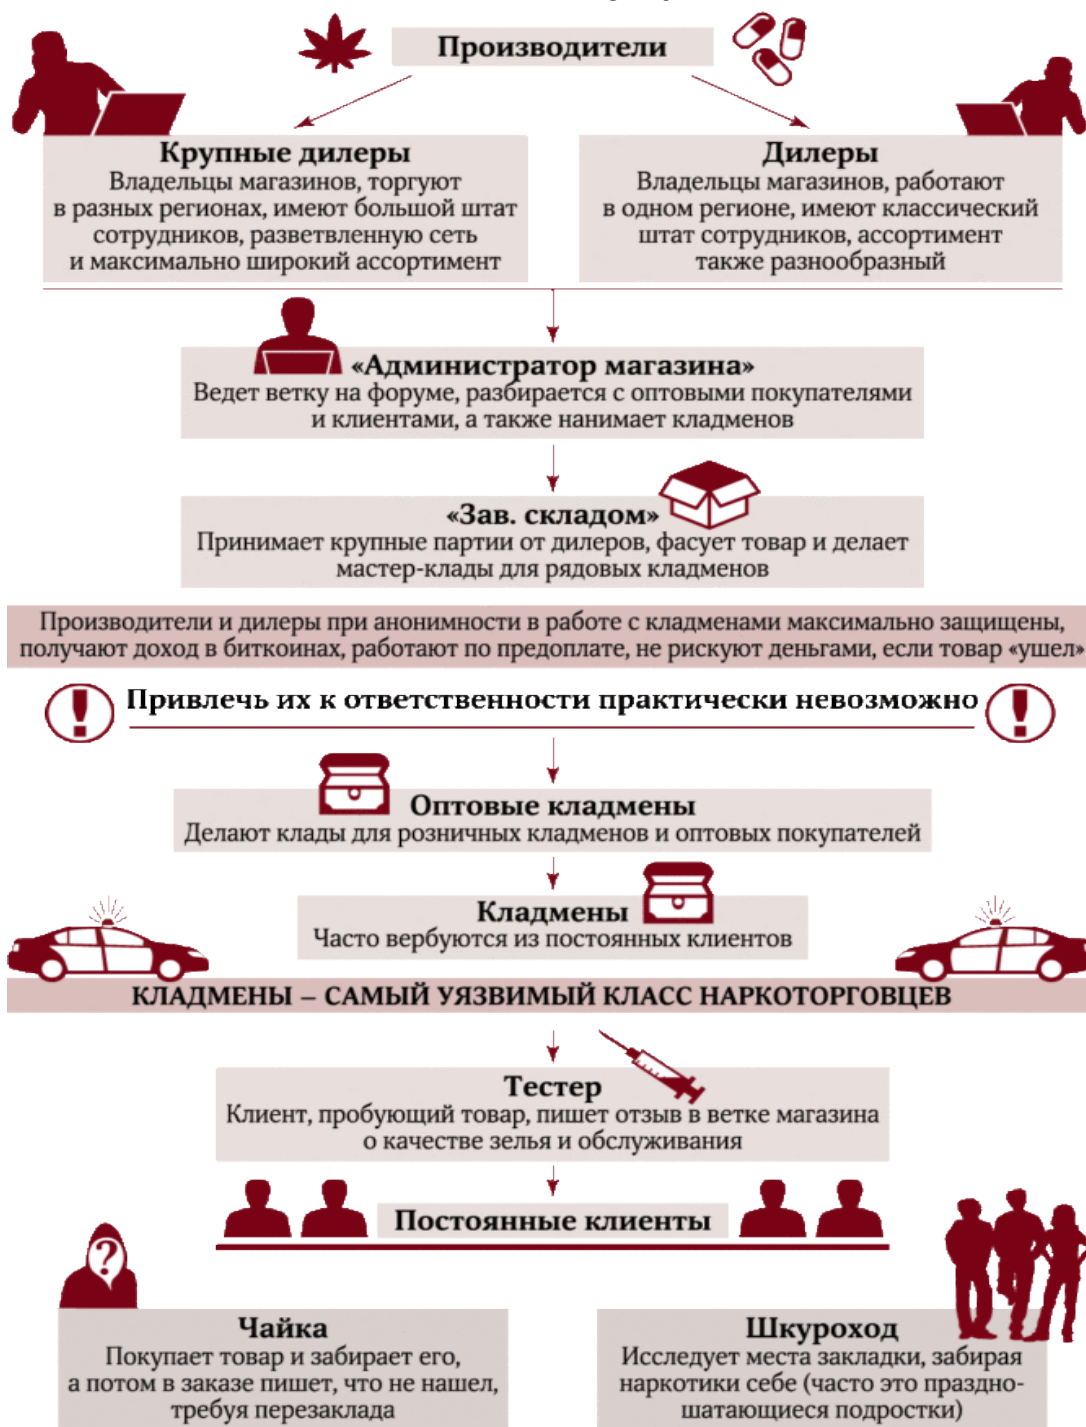 Производители
Крупные дилеры
Владельцы магазинов, торгуют
в разных регионах, имеют большой штат
сотрудников, разветвленную сеть
и максимально широкий ассортимент
Дилеры
Владельцы магазинов, работают
в одном регионе, имеют классический
штат сотрудников, ассортимент
также разнообразный
«Администратор магазина»
Ведет ветку на форуме, разбирается с оптовыми покупателями
и клиентами, а также нанимает кладменов
«Зав. складом»
Принимает крупные партии от дилеров, фасует товар и делает
мастер-клады для рядовых кладменов
Производители и дилеры при анонимности в работе с кладменами максимально защищены,
получают доход в биткоинах, работают по предоплате, не рискуют деньгами, если товар «ушел»
Привлечь их к ответственности практически невозможно
Оптовые кладмены
Делают клады для розничных кладменов и оптовых покупателей
Кладмены
Часто вербуются из постоянных клиентов
КЛАДМЕНЫ – САМЫЙ УЯЗВИМЫЙ КЛАСС НАРКОТОРГОВЦЕВ
Тестер
Клиент, пробующий товар, пишет отзыв в ветке магазина
о качестве зелья и обслуживания
Постоянные клиенты
Чайка
Покупает товар и забирает его,
а потом в заказе пишет, что не нашел,
требуя перезаклада
Шкуроход
Исследует места закладки, забирая
наркотики себе (часто это праздно-
шатающиеся подростки)